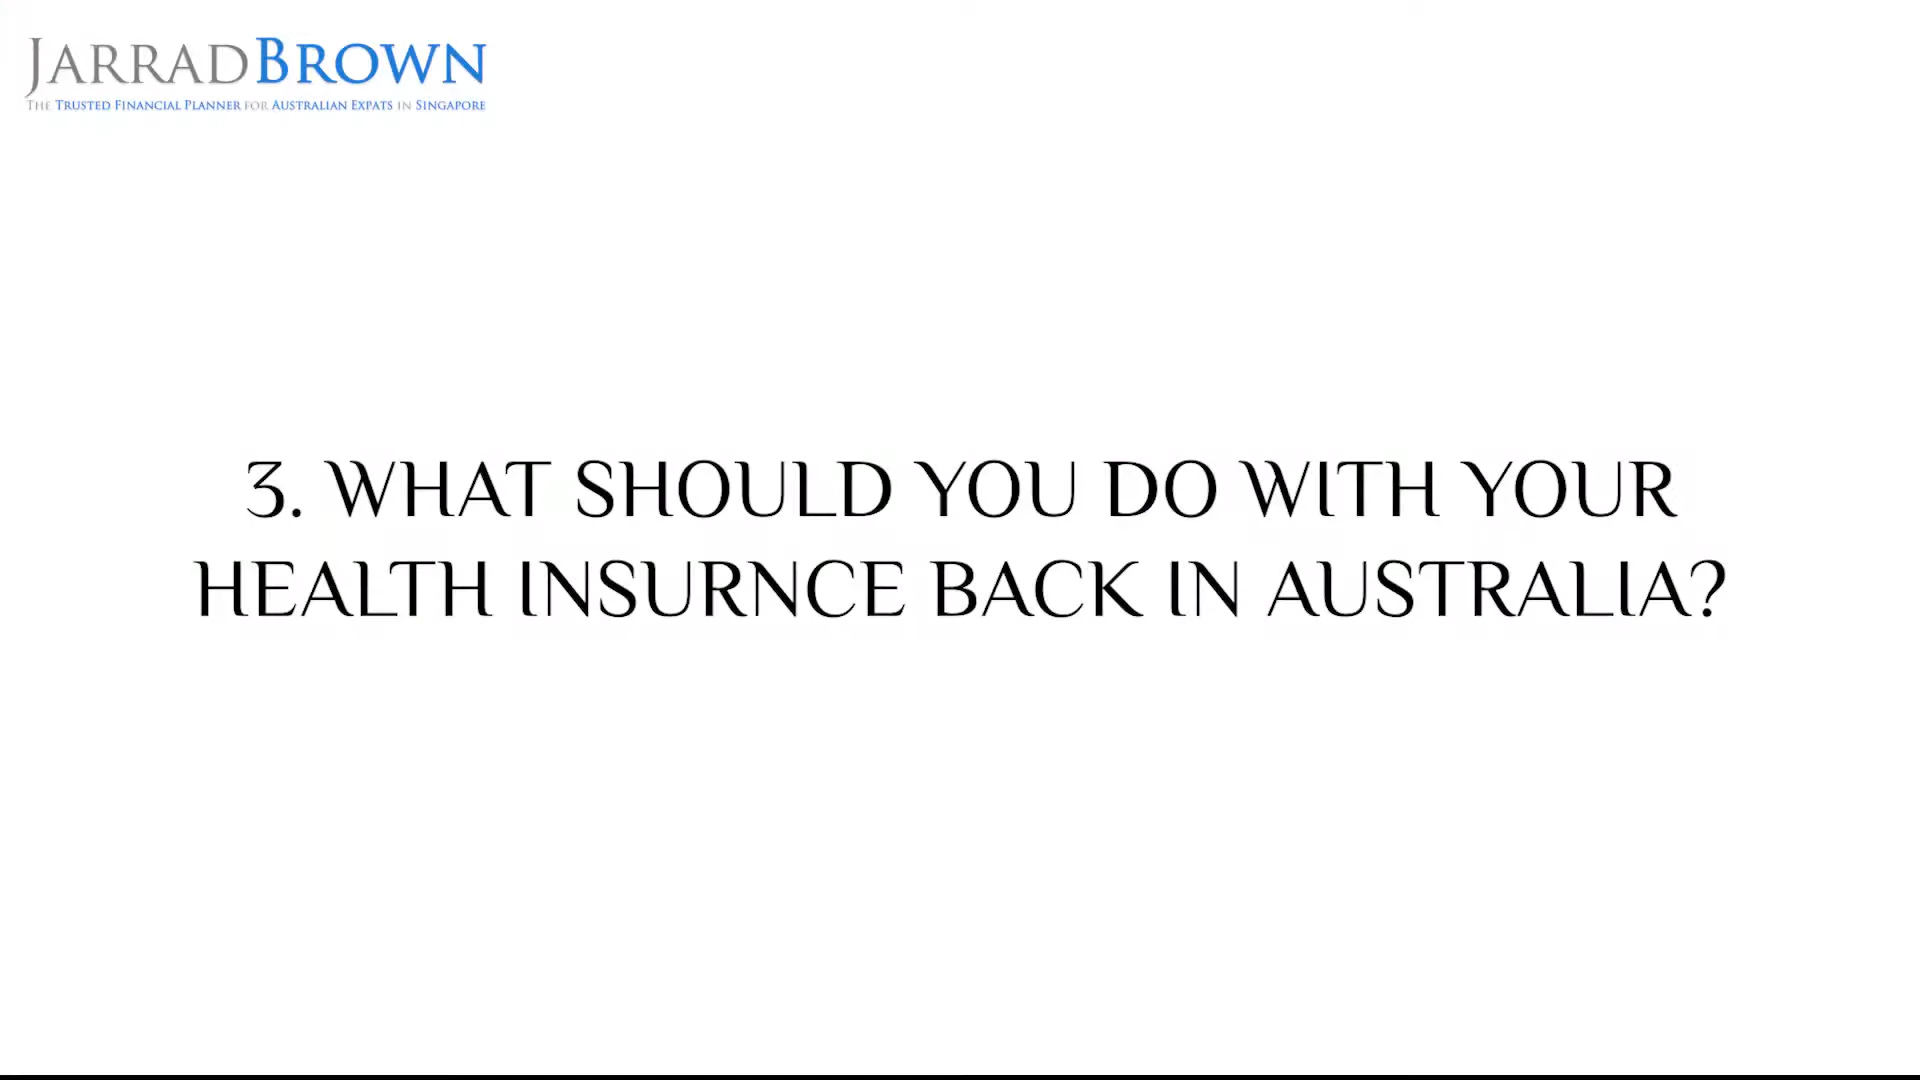 JARRADBROWN
THE TRUSTED FINANCIAL PLANNER FOR AUSTRALIAN EXPATS IN SINGAPORE
3. WHAT SHOULD YOU DO WITH YOUR
HEALTH INSURNCE BACK IN AUSTRALIA?